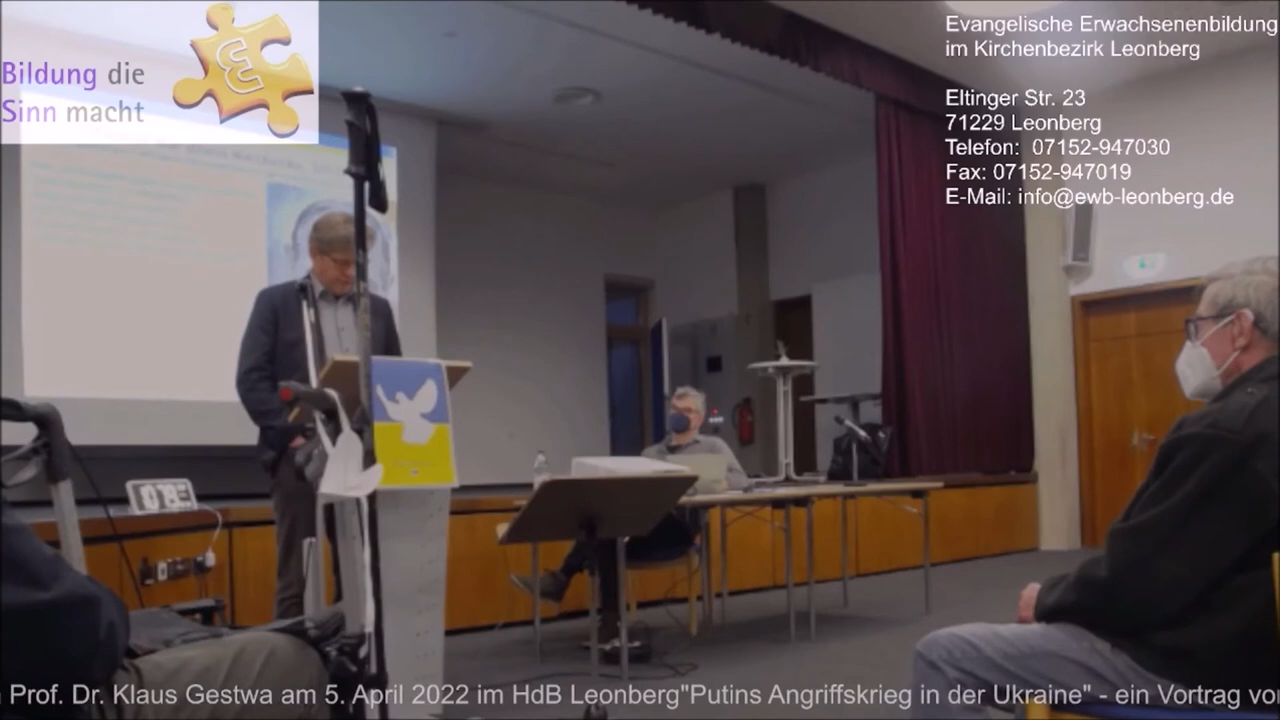 Bildung die
Sinn macht
Evangelische Erwachsenenbildung
im Kirchenbezirk Leonberg
Eltinger Str. 23
71229 Leonberg
Telefon: 07152-947030
Fax: 07152-947019
E-Mail: info@ewb-leonberg.de
Prof. Dr. Klaus Gestwa am 5. April 2022 im HdB Leonberg"Putins Angriffskrieg in der Ukraine" - ein Vortrag vo